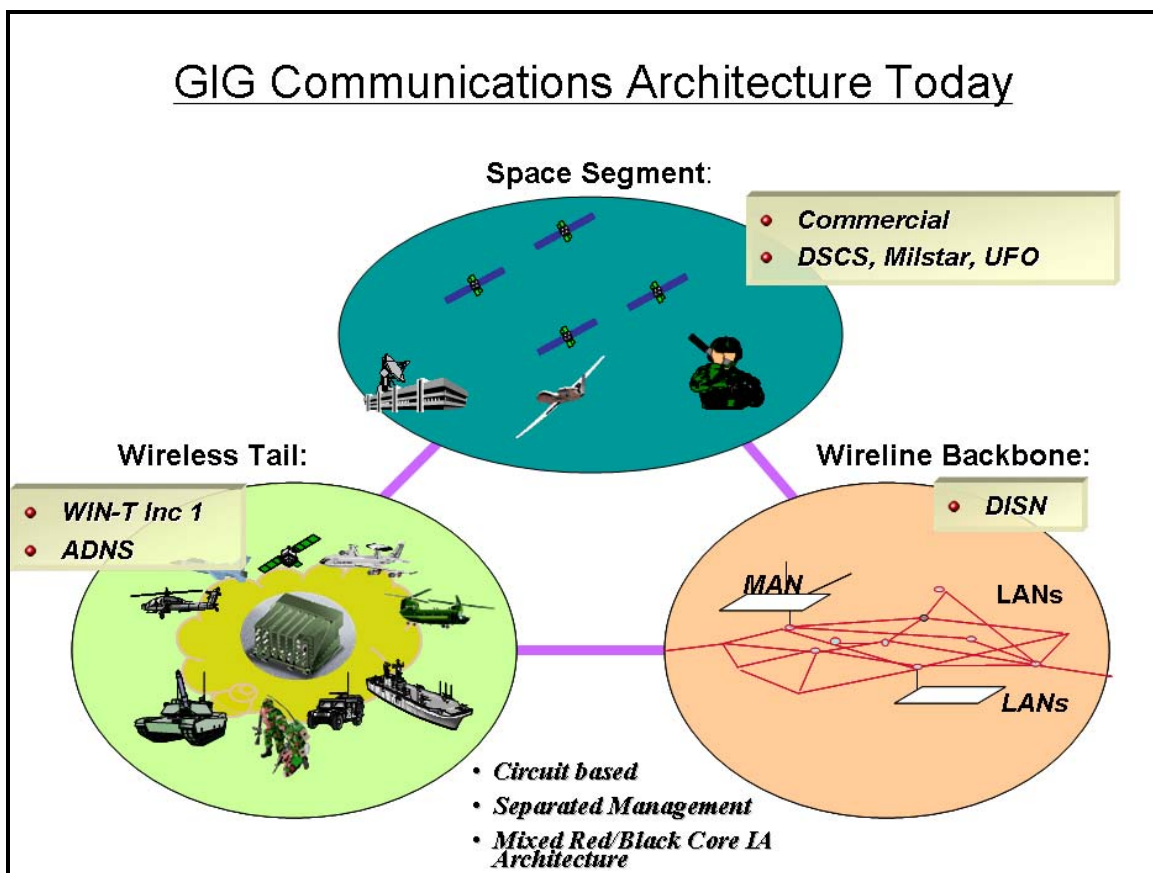 GIG Communications Architecture Today
Space Segment:
• Commercial
• DSCS, Milstar, UFO
Wireless Tail:
• WIN-T Inc 1
• ADNS
Wireline Backbone:
• DISN
MAN
LANs
LANs
• Circuit based
• Separated Management
• Mixed Red/Black Core IA
Architecture